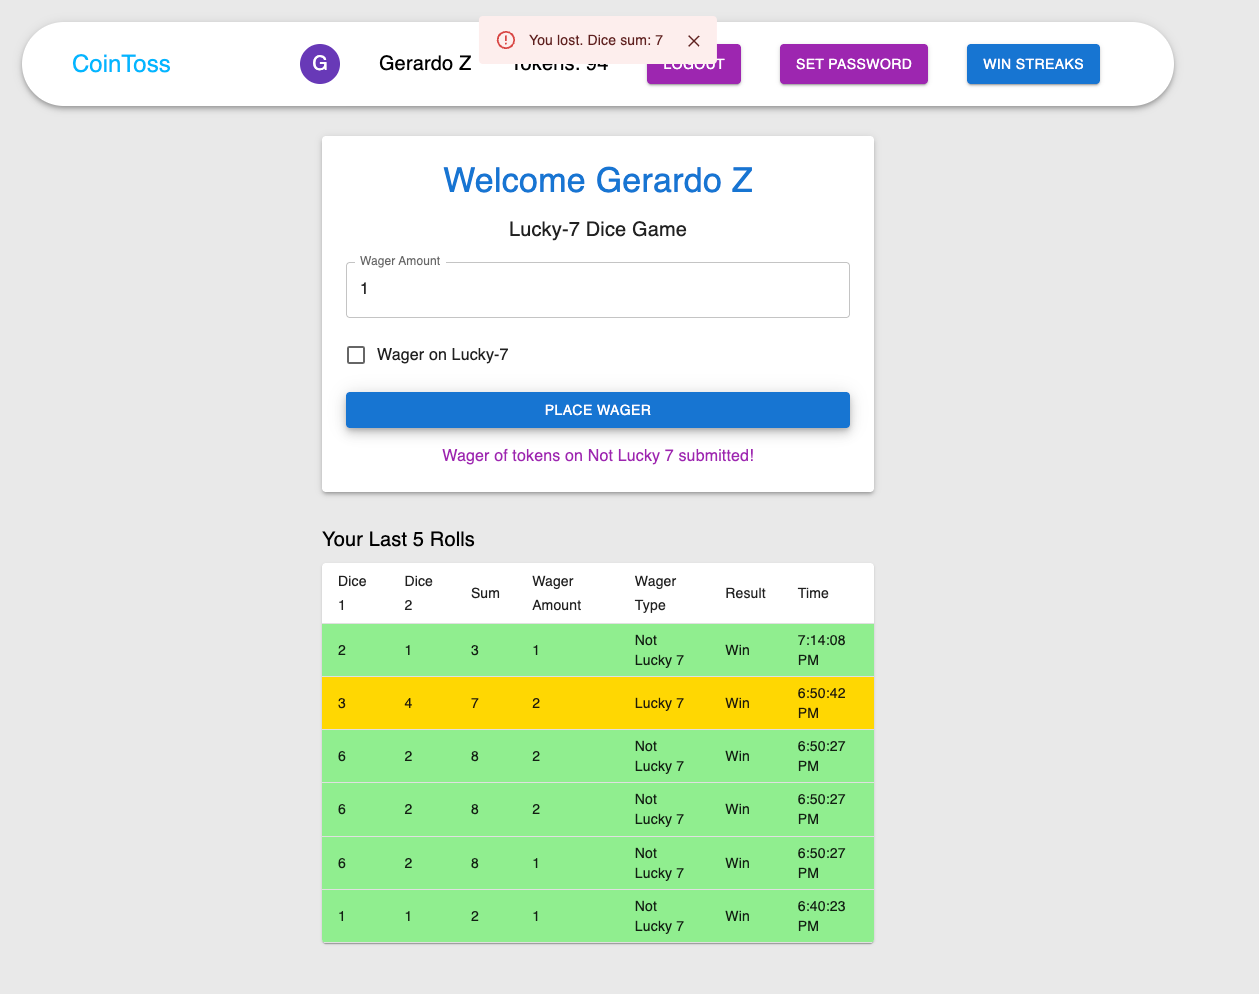 You lost. Dice sum: 7
CoinToss
G
Gerardo Z
Tokens: 94
LOGOUT
SET PASSWORD
WIN STREAKS
Welcome Gerardo Z
Lucky-7 Dice Game
Wager Amount
1
Wager on Lucky-7
PLACE WAGER
Wager of tokens on Not Lucky 7 submitted!
Your Last 5 Rolls
Dice 1 Dice 2 Sum Wager Amount Wager Type Result Time
2 1 3 1 Not Lucky 7 Win 7:14:08 PM
3 4 7 2 Lucky 7 Win 6:50:42 PM
6 2 8 2 Not Lucky 7 Win 6:50:27 PM
6 2 8 2 Not Lucky 7 Win 6:50:27 PM
6 2 8 1 Not Lucky 7 Win 6:50:27 PM
1 1 2 1 Not Lucky 7 Win 6:40:23 PM